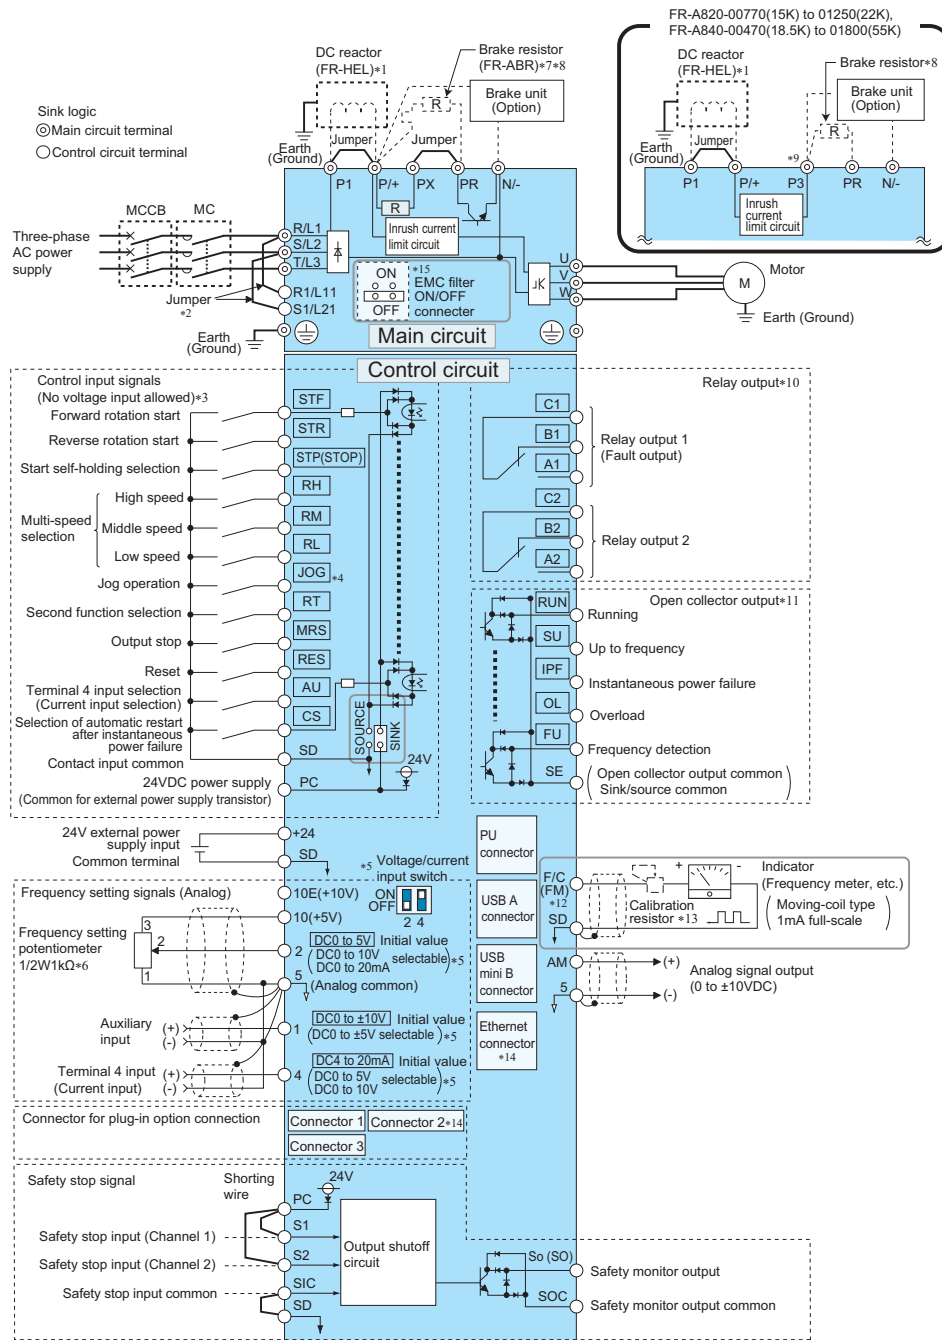 FR-A820-00770(15K) to 01250(22K),
FR-A840-00470(18.5K) to 01800(55K)
DC reactor
(FR-HEL)*1
Brake resistor*8
Brake unit
(Option)
R
Earth
(Ground)
Jumper
*9
P1
P/+
P3
PR
N/-
Inrush
current
limit circuit
Sink logic
Main circuit terminal
Control circuit terminal
DC reactor
(FR-HEL)*1
Brake resistor
(FR-ABR)*7*8
Brake unit
(Option)
R
Earth
(Ground)
Jumper
Jumper
P1
P/+
PX
PR
N/-
R
Inrush current
limit circuit
MCCB
MC
Three-phase
AC power
supply
R/L1
S/L2
T/L3
R1/L11
S1/L21
Jumper
*2
Earth
(Ground)
ON
OFF
*15
EMC filter
ON/OFF
connecter
U
V
W
Motor
M
Earth (Ground)
Main circuit
Control circuit
Control input signals
(No voltage input allowed)*3
Forward rotation start
STF
Reverse rotation start
STR
Start self-holding selection
STP(STOP)
Multi-speed
selection
High speed
RH
Middle speed
RM
Low speed
RL
Jog operation
JOG
*4
Second function selection
RT
Output stop
MRS
Reset
RES
Terminal 4 input selection
(Current input selection)
AU
Selection of automatic restart
after instantaneous
power failure
CS
Contact input common
SD
24VDC power supply
(Common for external power supply transistor)
PC
SOURCE
SINK
24V
Relay output*10
C1
B1
A1
Relay output 1
(Fault output)
C2
B2
A2
Relay output 2
Open collector output*11
RUN
Running
SU
Up to frequency
IPF
Instantaneous power failure
OL
Overload
FU
Frequency detection
SE
Open collector output common
Sink/source common
24V external power
supply input
+24
Common terminal
SD
Frequency setting signals (Analog)
*5 Voltage/current
input switch
ON
OFF
2 4
10E(+10V)
10(+5V)
Frequency setting
potentiometer
1/2W1kΩ*6
3
2
1
2
DC0 to 5V Initial value
DC0 to 10V
DC0 to 20mA
selectable
*5
5
(Analog common)
Auxiliary
input
(+)
(-)
1
DC0 to ±10V Initial value
(DC0 to ±5V selectable)*5
Terminal 4 input
(Current input)
(+)
(-)
4
DC4 to 20mA Initial value
DC0 to 5V
DC0 to 10V
selectable
*5
PU
connector
USB A
connector
USB
mini B
connector
Ethernet
connector
*14
F/C
(FM)
*12
SD
Calibration
resistor *13
+
-
Indicator
(Frequency meter, etc.)
Moving-coil type
1mA full-scale
AM
(+)
5
(-)
Analog signal output
(0 to ±10VDC)
Connector for plug-in option connection
Connector 1
Connector 2*14
Connector 3
Safety stop signal
Shorting
wire
24V
PC
Safety stop input (Channel 1)
S1
Safety stop input (Channel 2)
S2
Safety stop input common
SIC
SD
Output shutoff
circuit
So (SO)
Safety monitor output
SOC
Safety monitor output common